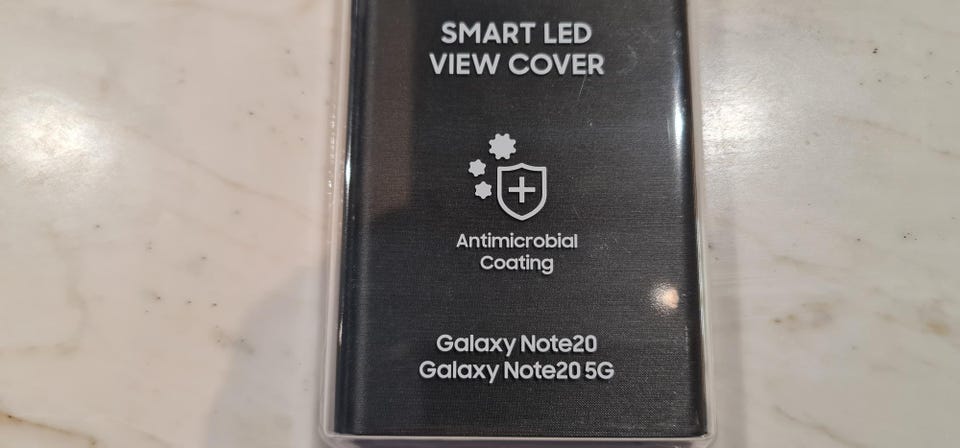 SMART LED
VIEW COVER
Antimicrobial
Coating
Galaxy Note20
Galaxy Note20 5G